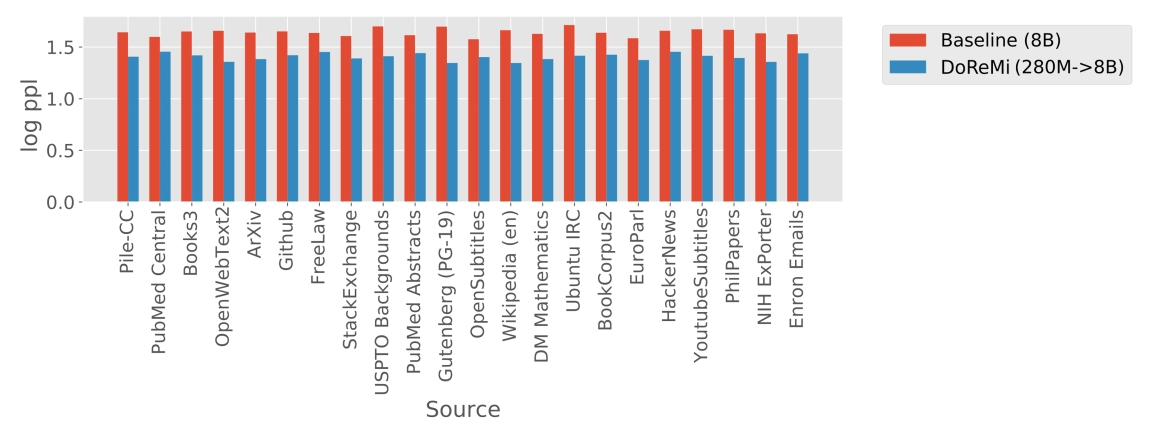 Baseline (8B)
DoReMi (280M->8B)
log ppl
1.5
1.0
0.5
0.0
Pile-CC
PubMed Central
Books3
OpenWebText2
ArXiv
Github
FreeLaw
StackExchange
USPTO Backgrounds
PubMed Abstracts
Gutenberg (PG-19)
OpenSubtitles
Wikipedia (en)
DM Mathematics
Ubuntu IRC
BookCorpus2
EuroParl
HackerNews
YoutubeSubtitles
PhilPapers
NIH ExPorter
Enron Emails
Source